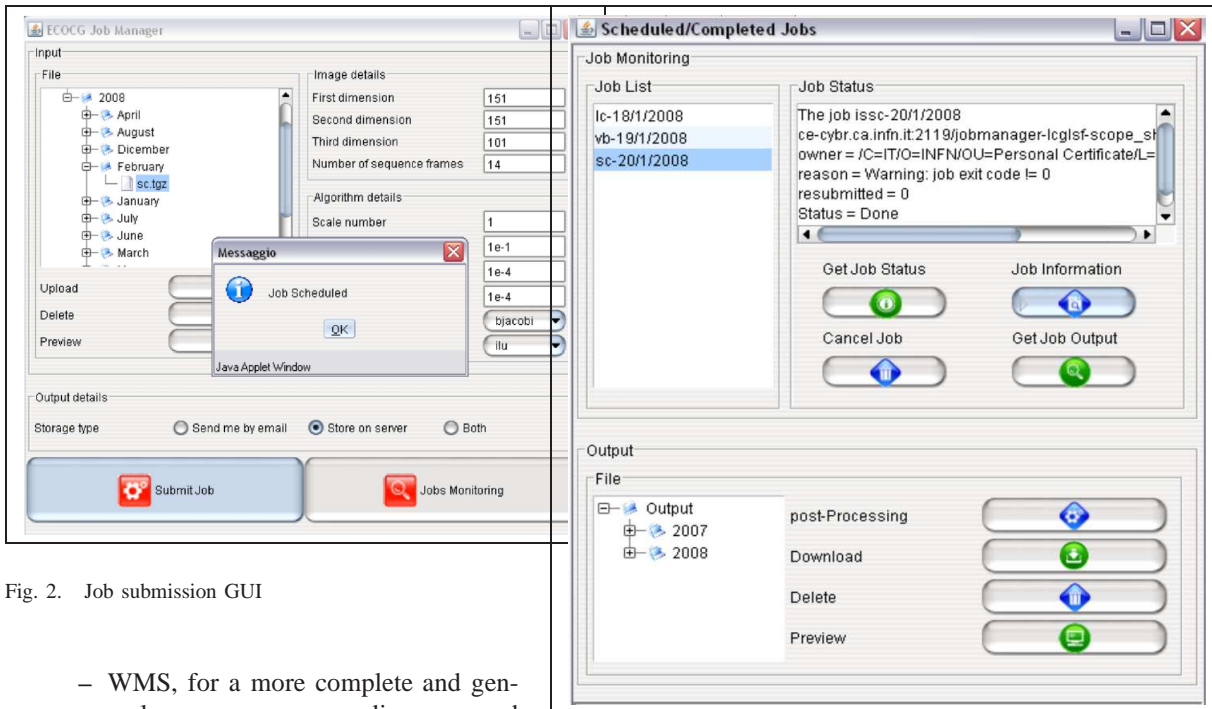 ECOCG Job Manager
Input
File
2008
April
August
Dicember
February
sc.tgz
January
July
June
March
Upload
Delete
Preview
Image details
First dimension 151
Second dimension 151
Third dimension 101
Number of sequence frames 14
Algorithm details
Scale number 1
1e-1
1e-4
1e-4
bjacobi
ilu
Messaggio
Job Scheduled
OK
Java Applet Window
Output details
Storage type Send me by email Store on server Both
Submit Job Jobs Monitoring
Fig. 2. Job submission GUI
– WMS, for a more complete and gen-
Scheduled/Completed Jobs
Job Monitoring
Job List
lc-18/1/2008
vb-19/1/2008
sc-20/1/2008
Job Status
The job issc-20/1/2008
ce-cybr.ca.infn.it:2119/jobmanager-lcglsf-scope_sh
owner = /C=IT/O=INFN/OU=Personal Certificate/L=
reason = Warning: job exit code != 0
resubmitted = 0
Status = Done
Get Job Status Job Information
Cancel Job Get Job Output
Output
File
Output
2007
2008
post-Processing
Download
Delete
Preview